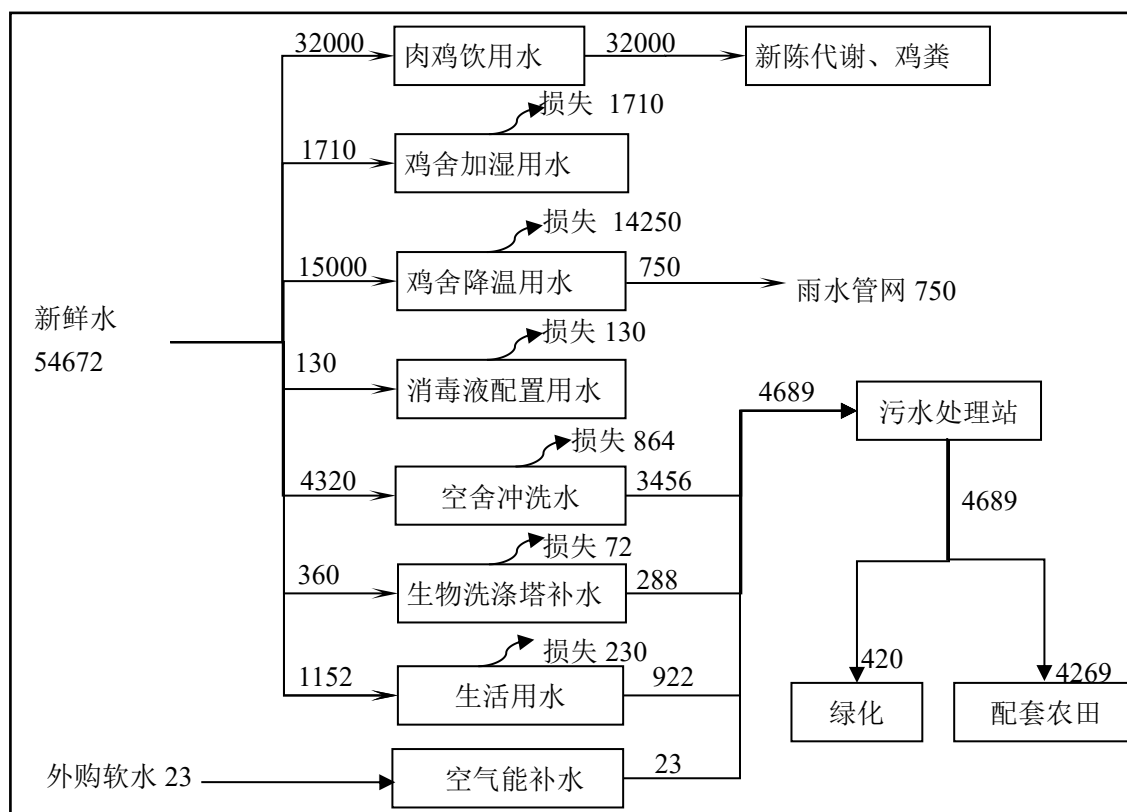 32000 肉鸡饮用水 32000 新陈代谢、鸡粪
损失 1710
1710 鸡舍加湿用水
损失 14250
15000 鸡舍降温用水 750 雨水管网 750
新鲜水
54672
损失 130
130 消毒液配置用水
4689 污水处理站
损失 864
4320 空舍冲洗水 3456
4689
损失 72
360 生物洗涤塔补水 288
损失 230
1152 生活用水 922
420 绿化
4269 配套农田
外购软水 23 空气能补水 23